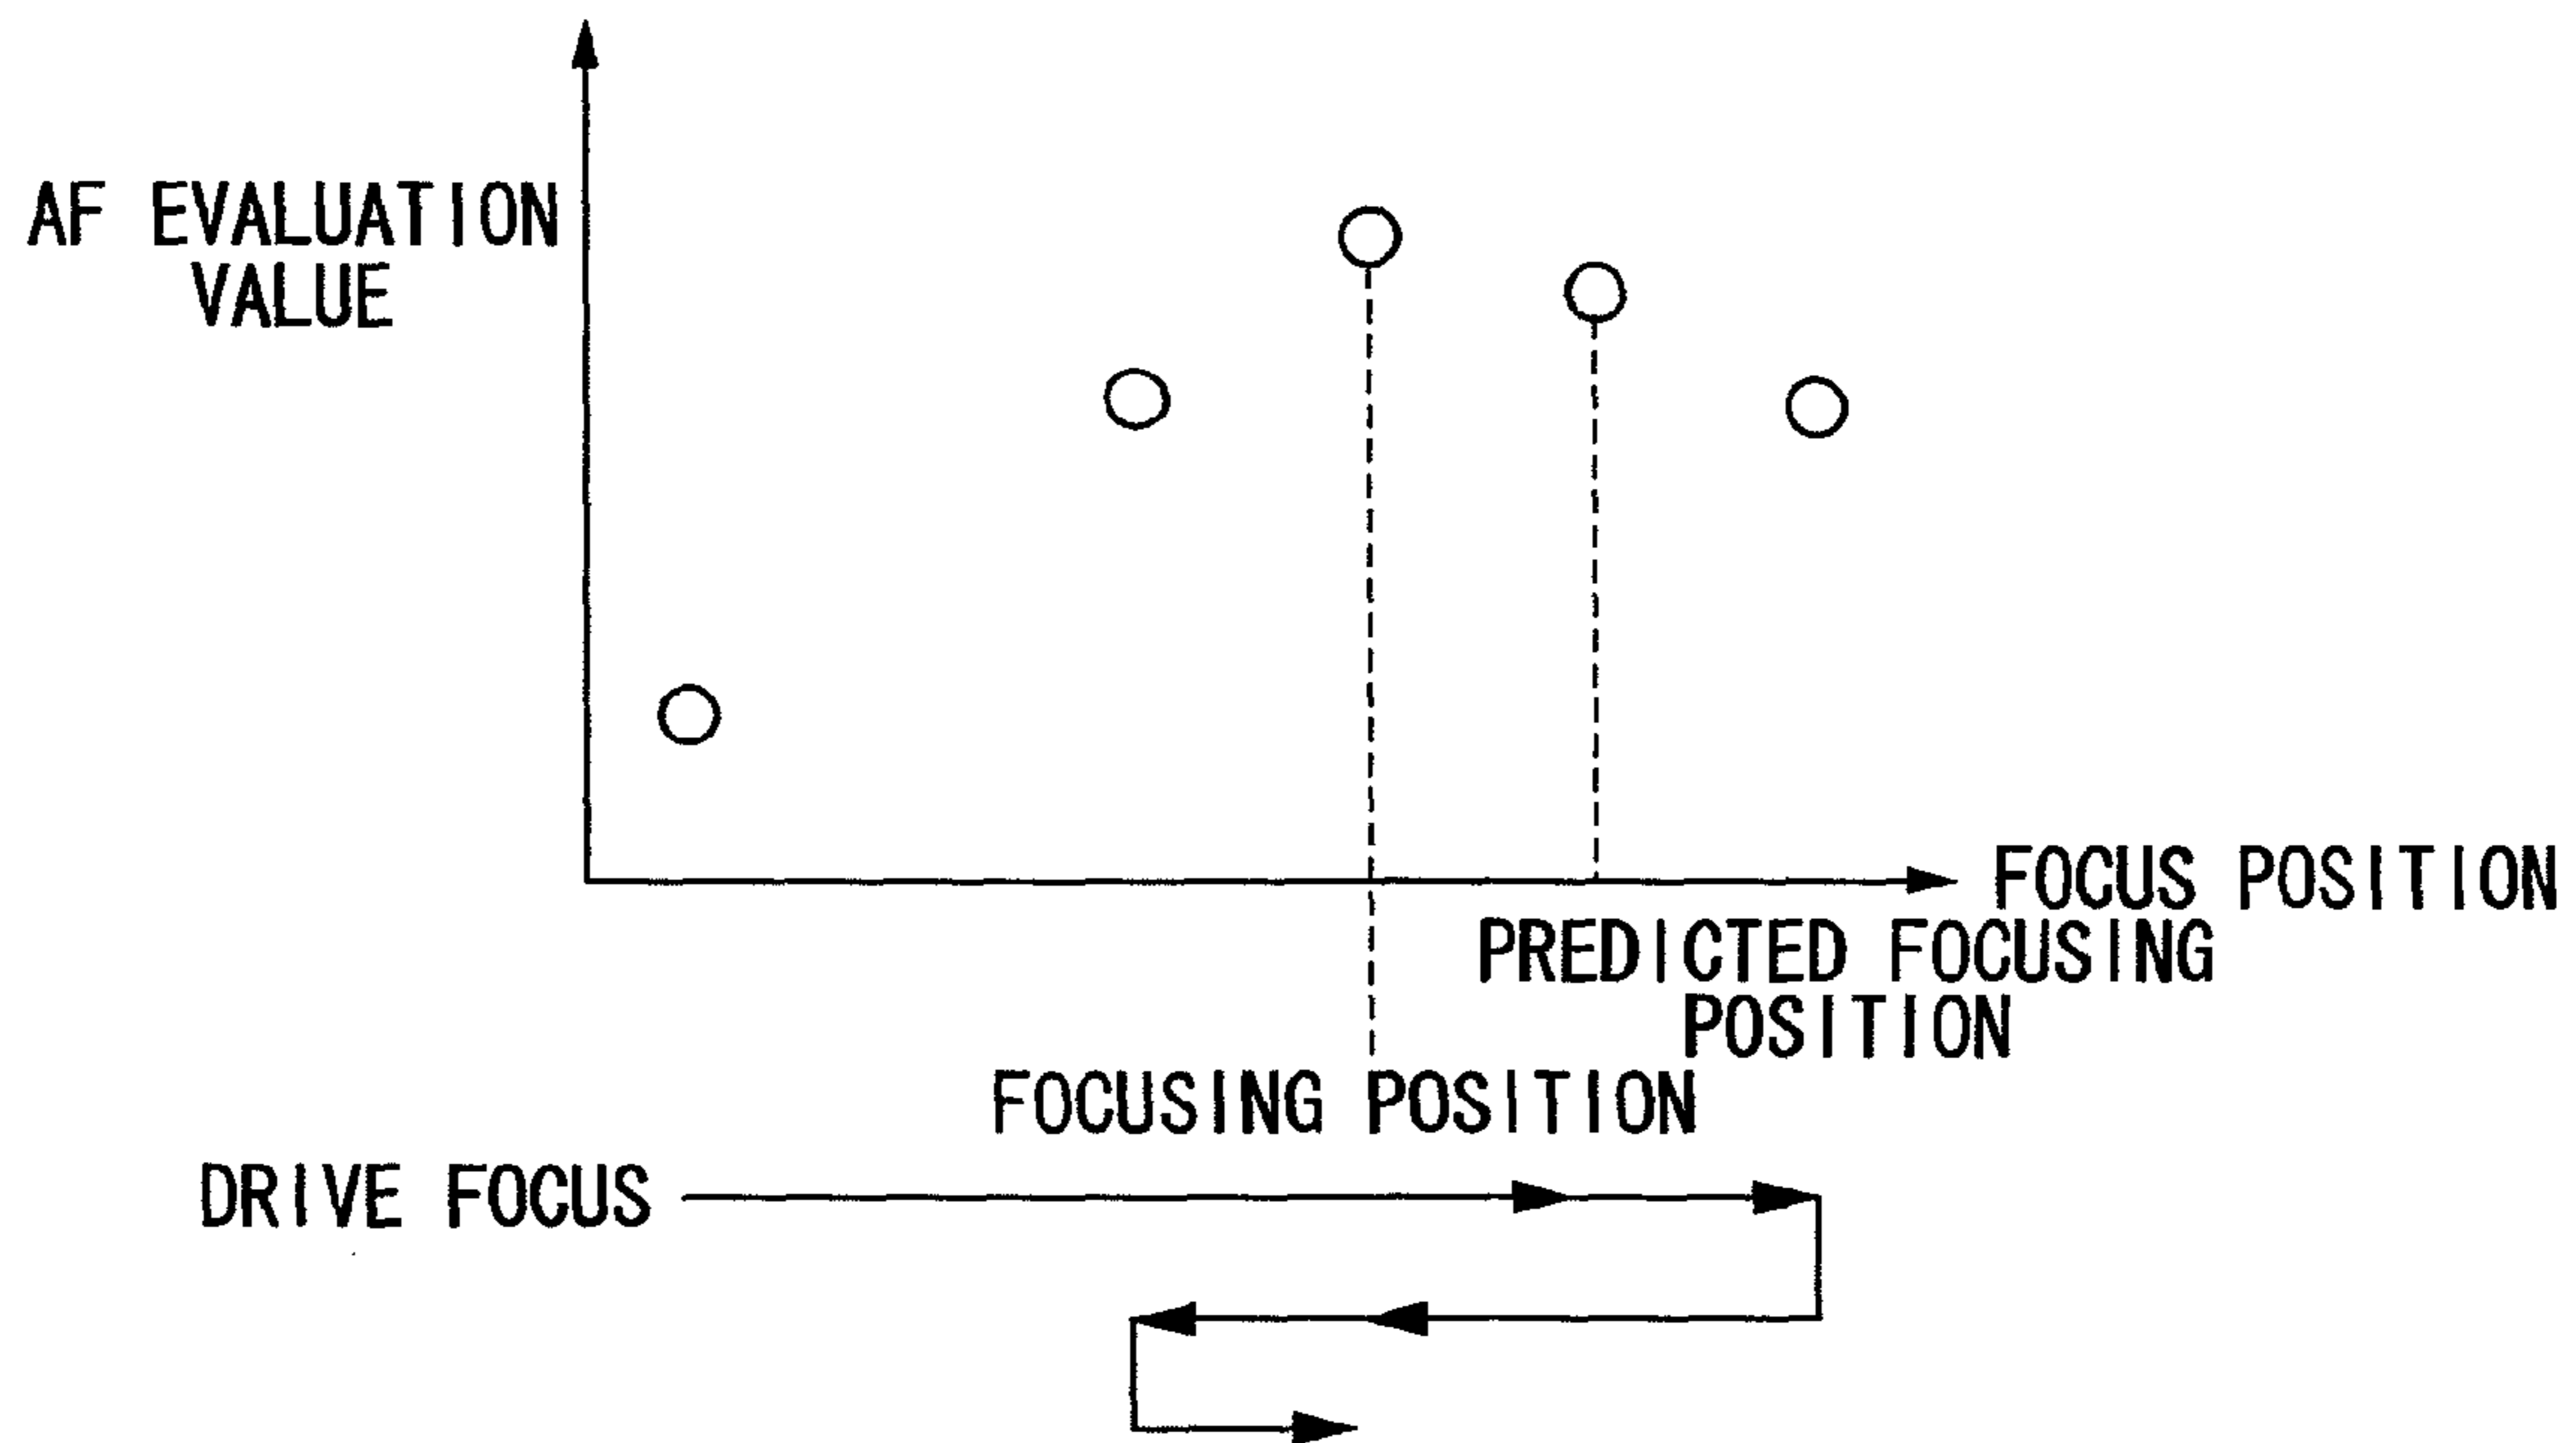 AF EVALUATION
VALUE
FOCUS POSITION
PREDICTED FOCUSING
POSITION
FOCUSING POSITION
DRIVE FOCUS